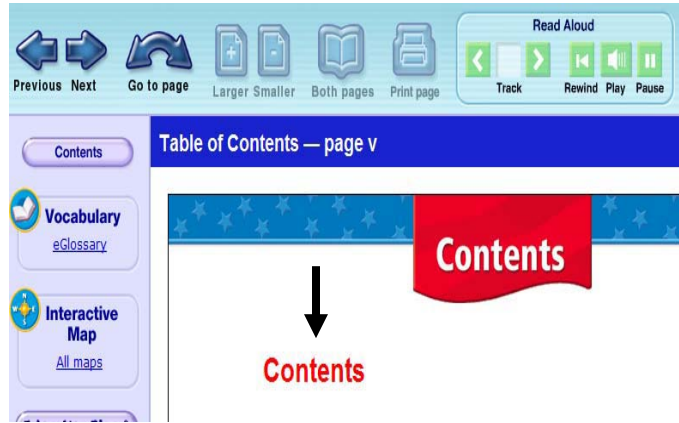 Read Aloud
Previous Next Go to page Larger Smaller Both pages Print page Track Rewind Play Pause
Contents
Table of Contents — page v
Vocabulary
eGlossary
Contents
Interactive
Map
All maps
Contents